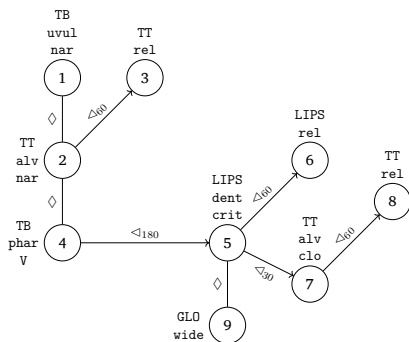 TB
uvul
nar
1
TT
rel
3
◁60
◊
TT
alv
nar
2
◊
TB
phar
V
4
◁180
LIPS
dent
crit
5
◁60
LIPS
rel
6
◁30
TT
alv
clo
7
◁60
TT
rel
8
◊
GLO
wide
9